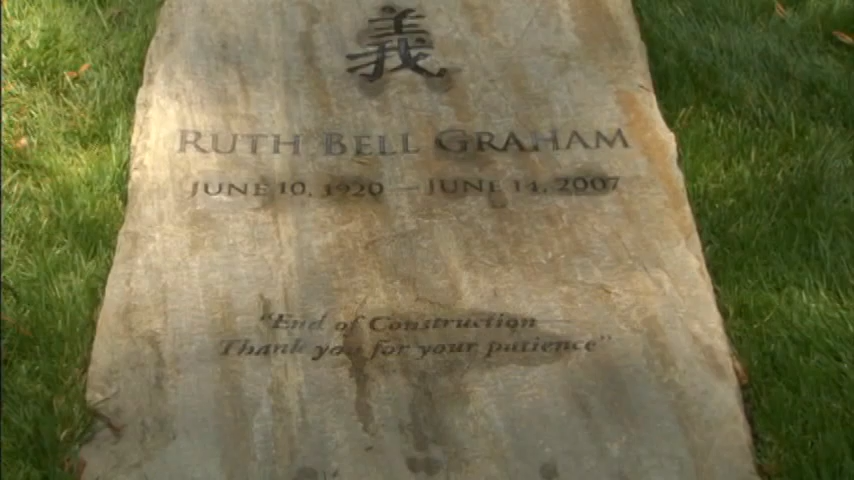 義
RUTH BELL GRAHAM
JUNE 10, 1920 — JUNE 14, 2007
"End of Construction—
Thank you for your patience"